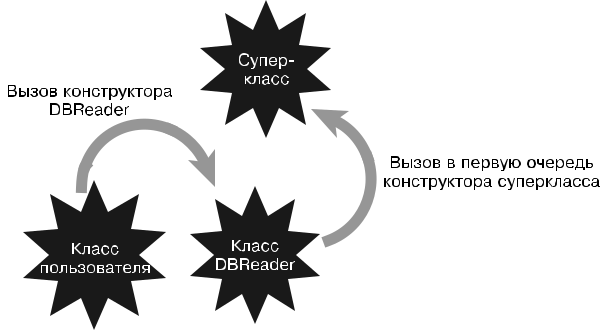 Супер-
класс
Вызов конструктора
DBReader
Вызов в первую очередь
конструктора суперкласса
Класс
пользователя
Класс
DBReader